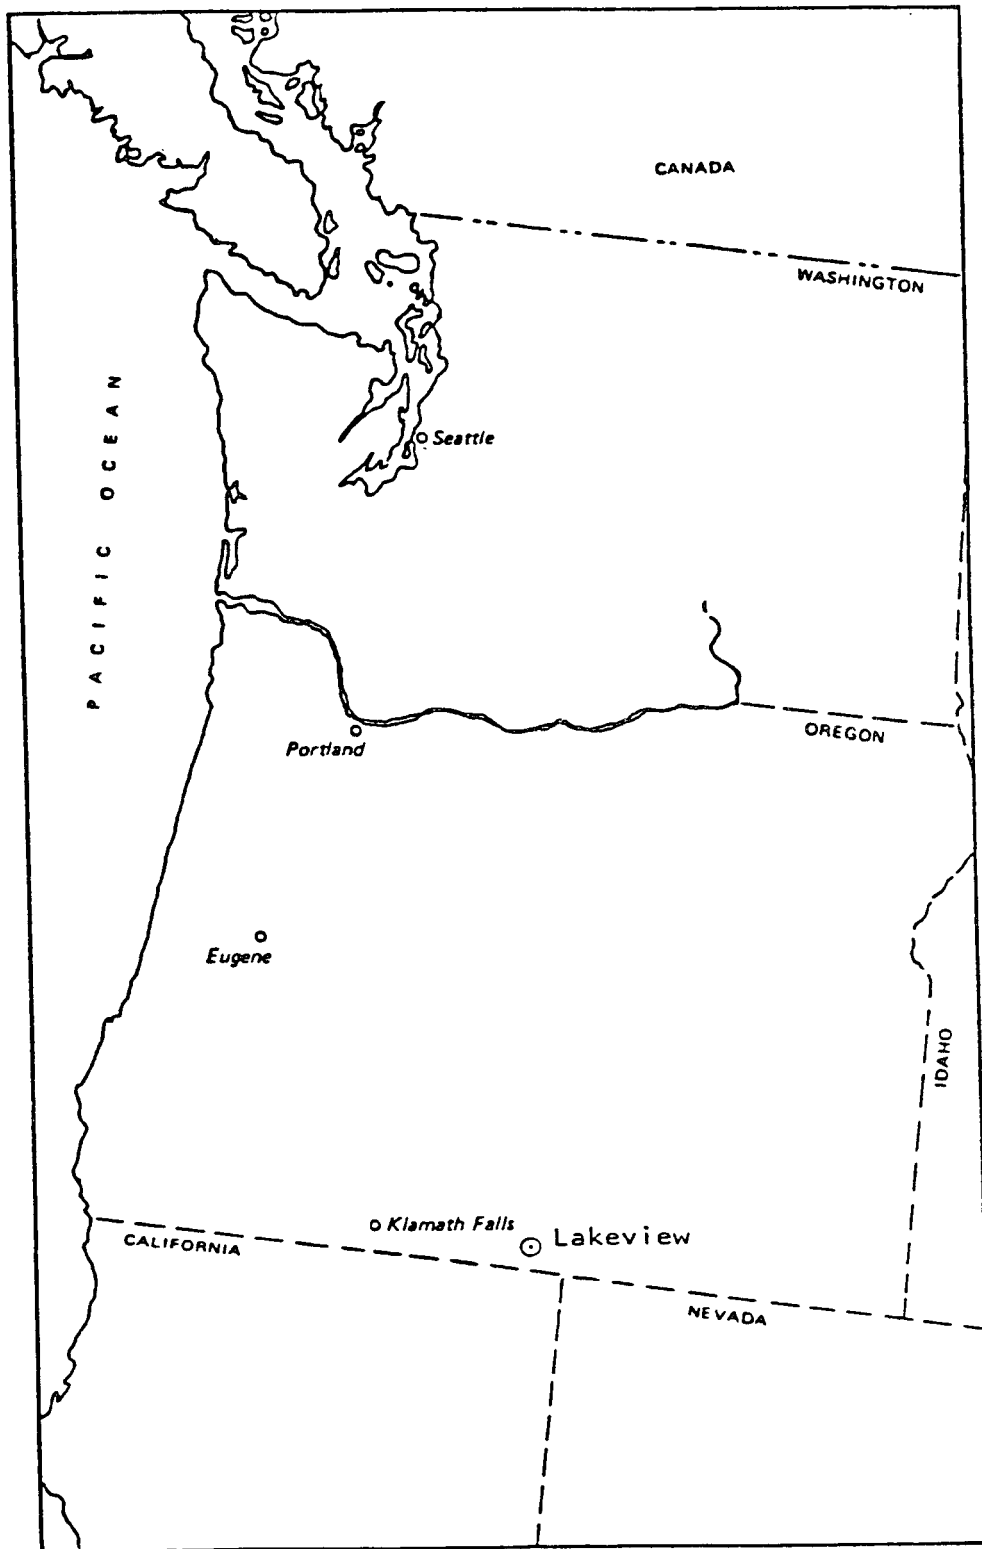 CANADA
WASHINGTON
PACIFIC OCEAN
Seattle
Portland
OREGON
Eugene
IDAHO
Klamath Falls
Lakeview
CALIFORNIA
NEVADA